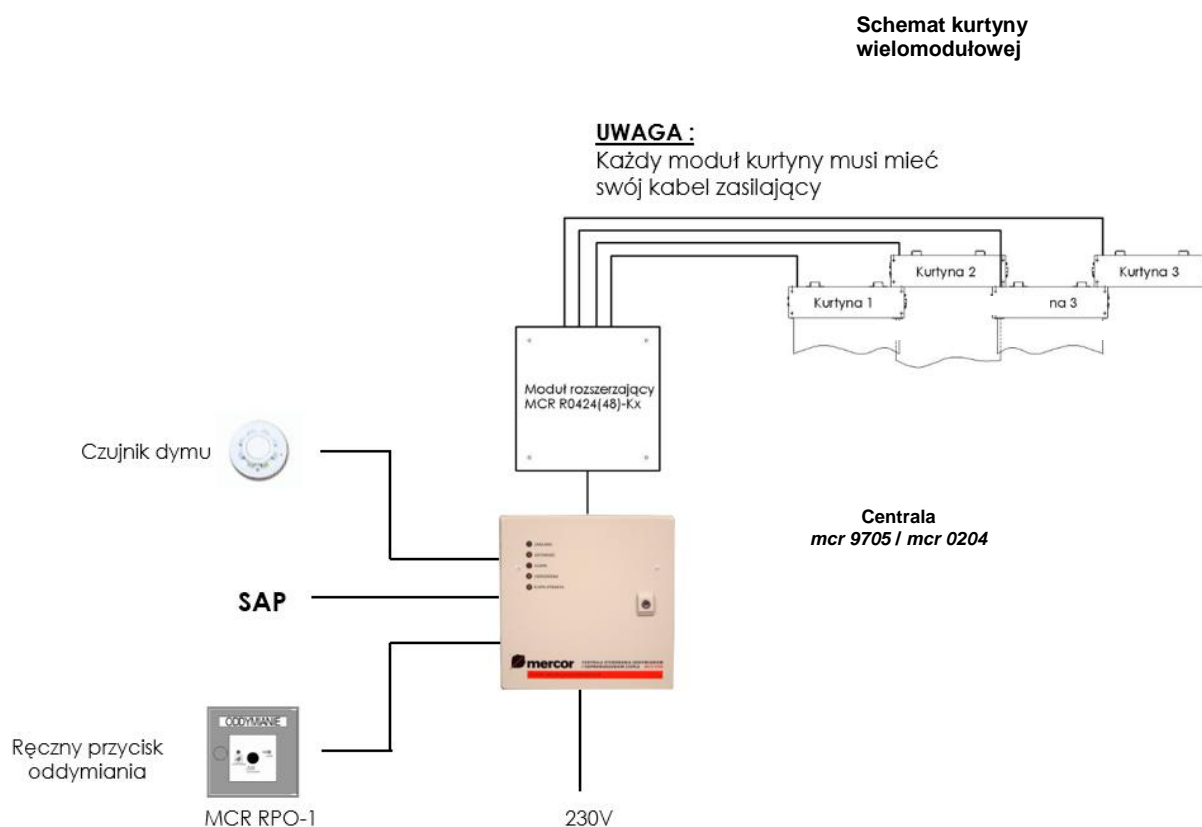 Schemat kurtyny
wielomodułowej
UWAGA :
Każdy moduł kurtyny musi mieć
swój kabel zasilający
Kurtyna 2
Kurtyna 3
Kurtyna 1
na 3
Moduł rozszerzający
MCR R0424(48)-Kx
Czujnik dymu
Centrala
mcr 9705 / mcr 0204
SAP
mercor
ODDYMIANIE
Ręczny przycisk
oddymiania
MCR RPO-1
230V